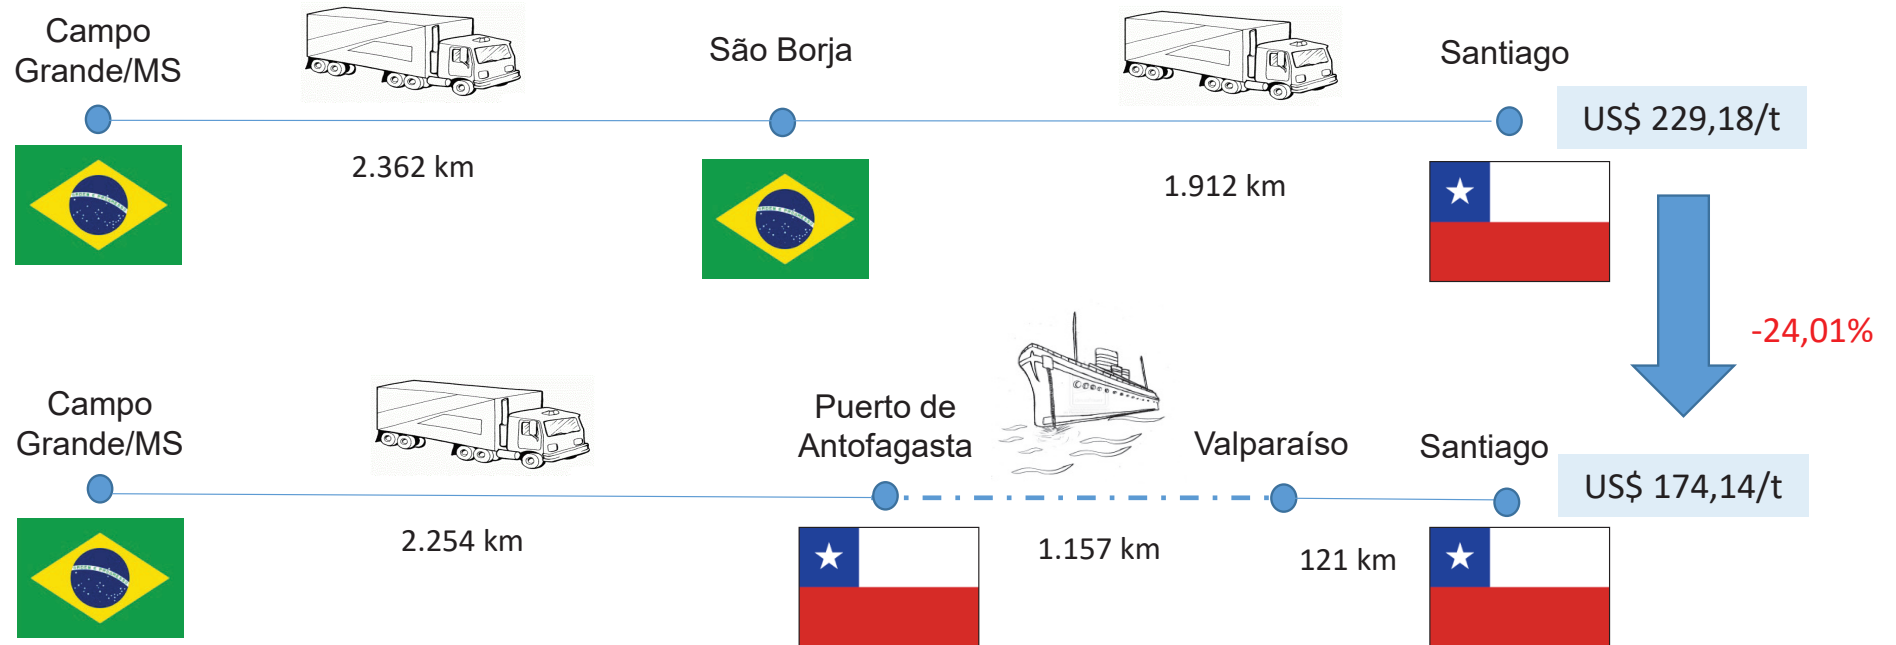 Campo
Grande/MS
São Borja
Santiago
US$ 229,18/t
2.362 km
1.912 km
-24,01%
Campo
Grande/MS
Puerto de
Antofagasta
Valparaíso
Santiago
US$ 174,14/t
2.254 km
1.157 km
121 km